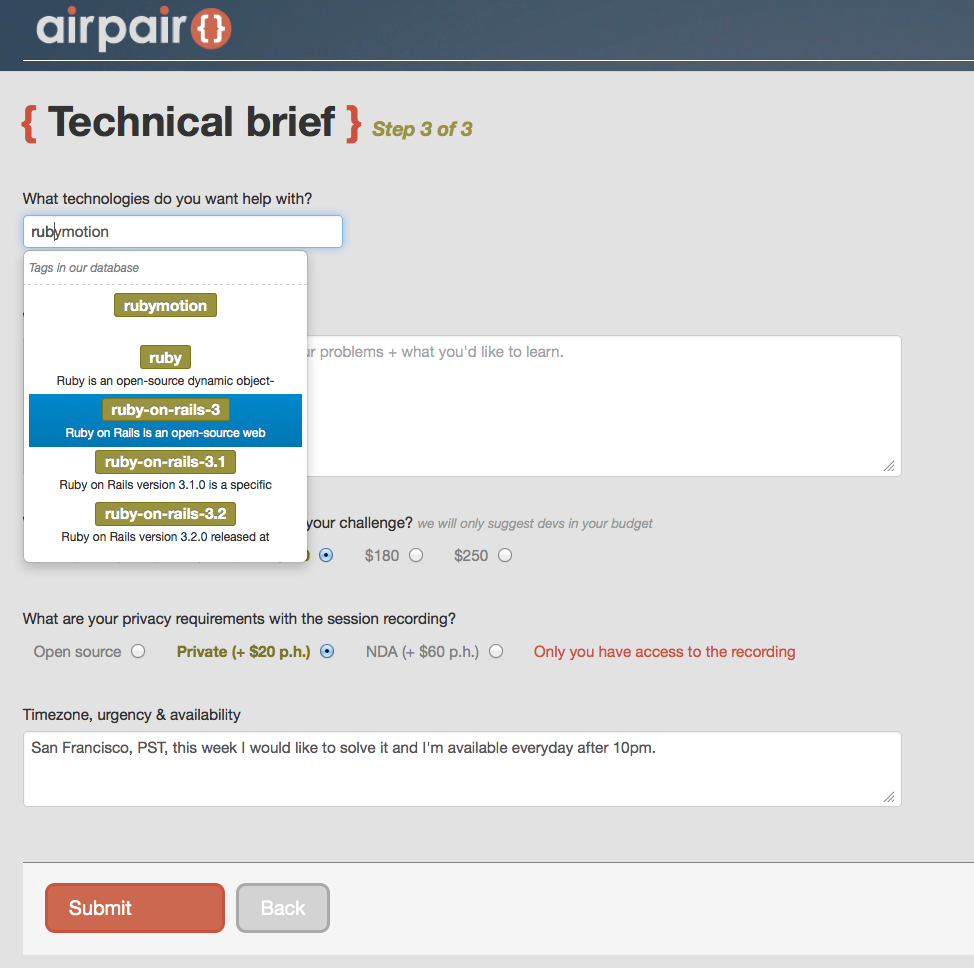 airpair{}
{ Technical brief } Step 3 of 3
What technologies do you want help with?
rubymotion
Tags in our database
rubymotion
ruby
Ruby is an open-source dynamic object-
r problems + what you'd like to learn.
ruby-on-rails-3
Ruby on Rails is an open-source web
ruby-on-rails-3.1
Ruby on Rails version 3.1.0 is a specific
ruby-on-rails-3.2
Ruby on Rails version 3.2.0 released at
your challenge? we will only suggest devs in your budget
$180 $250
What are your privacy requirements with the session recording?
Open source Private (+ $20 p.h.) NDA (+ $60 p.h.) Only you have access to the recording
Timezone, urgency & availability
San Francisco, PST, this week I would like to solve it and I'm available everyday after 10pm.
Submit Back